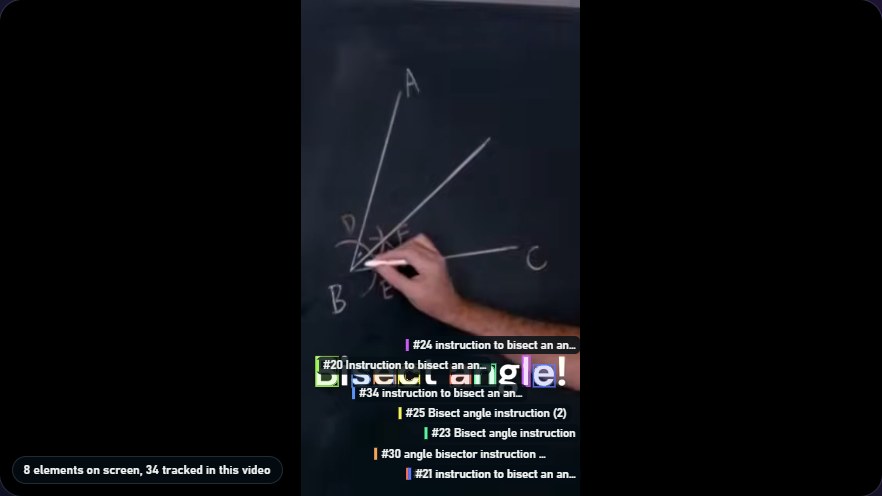 A
D
F
C
B
E
#24 instruction to bisect an an...
#20 Instruction to bisect an an...
Bisect angle!
#34 instruction to bisect an an...
#25 Bisect angle instruction (2)
#23 Bisect angle instruction
#30 angle bisector instruction ...
#21 instruction to bisect an an...
8 elements on screen, 34 tracked in this video